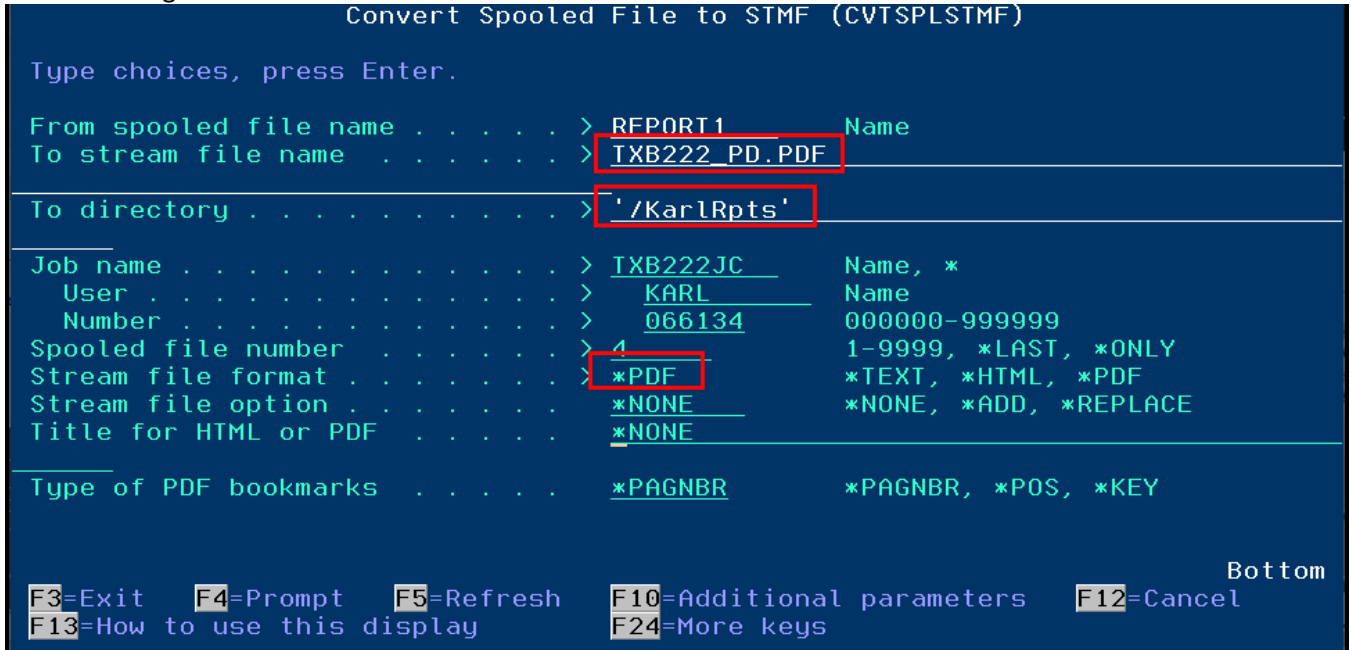 Convert Spooled File to STMF (CVTSPLSTMF)
Type choices, press Enter.
From spooled file name . . . . . > REPORT1 Name
To stream file name . . . . . . > TXB222_PD.PDF
To directory . . . . . . . . . . > '/KarlRpts'
Job name . . . . . . . . . . . . > TXB222JC Name, *
User . . . . . . . . . . . . . > KARL Name
Number . . . . . . . . . . . . > 066134 000000-999999
Spooled file number . . . . . . > 4 1-9999, *LAST, *ONLY
Stream file format . . . . . . . > *PDF *TEXT, *HTML, *PDF
Stream file option . . . . . . . *NONE *NONE, *ADD, *REPLACE
Title for HTML or PDF . . . . . *NONE
Type of PDF bookmarks . . . . . *PAGNBR *PAGNBR, *POS, *KEY
Bottom
F3=Exit F4=Prompt F5=Refresh F10=Additional parameters F12=Cancel
F13=How to use this display F24=More keys